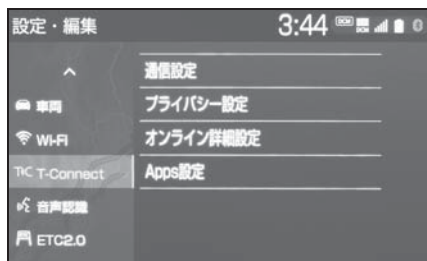 設定・編集
3:44
DCM
通信設定
車両
プライバシー設定
Wi-Fi
オンライン詳細設定
T-Connect
Apps設定
音声認識
ETC2.0